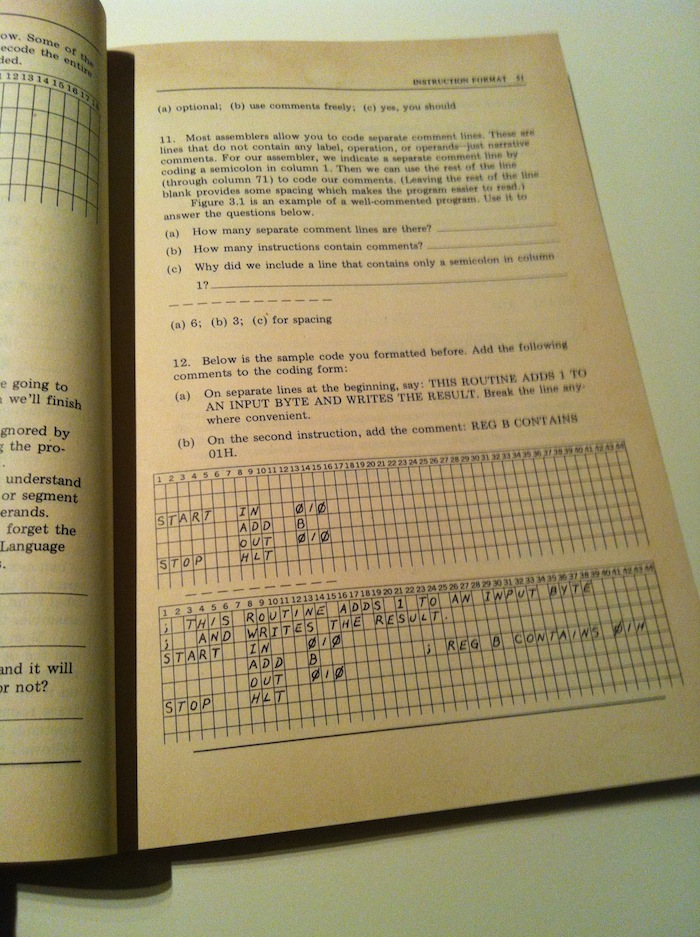 ow. Some of the
ecode the entire
ded.
12 13 14 15 16 17 18
e going to
we'll finish
gnored by
g the pro-
.
understand
or segment
erands.
forget the
Language
s.
and it will
or not?
INSTRUCTION FORMAT 51
(a) optional; (b) use comments freely; (c) yes, you should
11. Most assemblers allow you to code separate comment lines. These are
lines that do not contain any label, operation, or operands—just narrative
comments. For our assembler, we indicate a separate comment line by
coding a semicolon in column 1. Then we can use the rest of the line
(through column 71) to code our comments. (Leaving the rest of the line
blank provides some spacing which makes the program easier to read.)
Figure 3.1 is an example of a well-commented program. Use it to
answer the questions below.
(a) How many separate comment lines are there?
(b) How many instructions contain comments?
(c) Why did we include a line that contains only a semicolon in column
1?
(a) 6; (b) 3; (c) for spacing
12. Below is the sample code you formatted before. Add the following
comments to the coding form:
(a) On separate lines at the beginning, say: THIS ROUTINE ADDS 1 TO
AN INPUT BYTE AND WRITES THE RESULT. Break the line any-
where convenient.
(b) On the second instruction, add the comment: REG B CONTAINS
01H.
1 2 3 4 5 6 7 8 9 10 11 12 13 14 15 16 17 18 19 20 21 22 23 24 25 26 27 28 29 30 31 32 33 34 35 36 37 38 39 40 41 42 43 44
START IN Ø1Ø
ADD B
OUT Ø1Ø
STOP HLT
1 2 3 4 5 6 7 8 9 10 11 12 13 14 15 16 17 18 19 20 21 22 23 24 25 26 27 28 29 30 31 32 33 34 35 36 37 38 39 40 41 42 43 44
; THIS ROUTINE ADDS 1 TO AN INPUT BYTE
; AND WRITES THE RESULT.
START IN Ø1Ø
ADD B ; REG B CONTAINS Ø1H
OUT Ø1Ø
STOP HLT